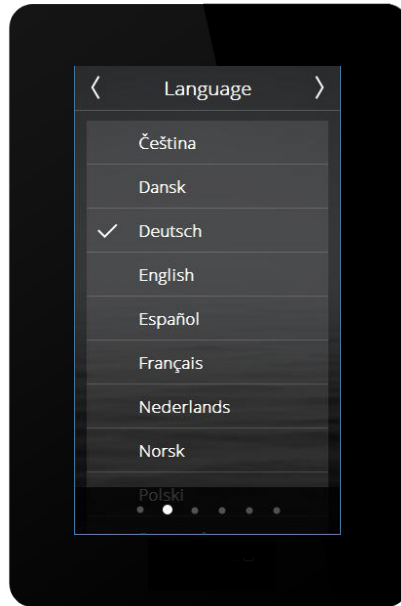 Language
Čeština
Dansk
Deutsch
English
Español
Français
Nederlands
Norsk
Polski